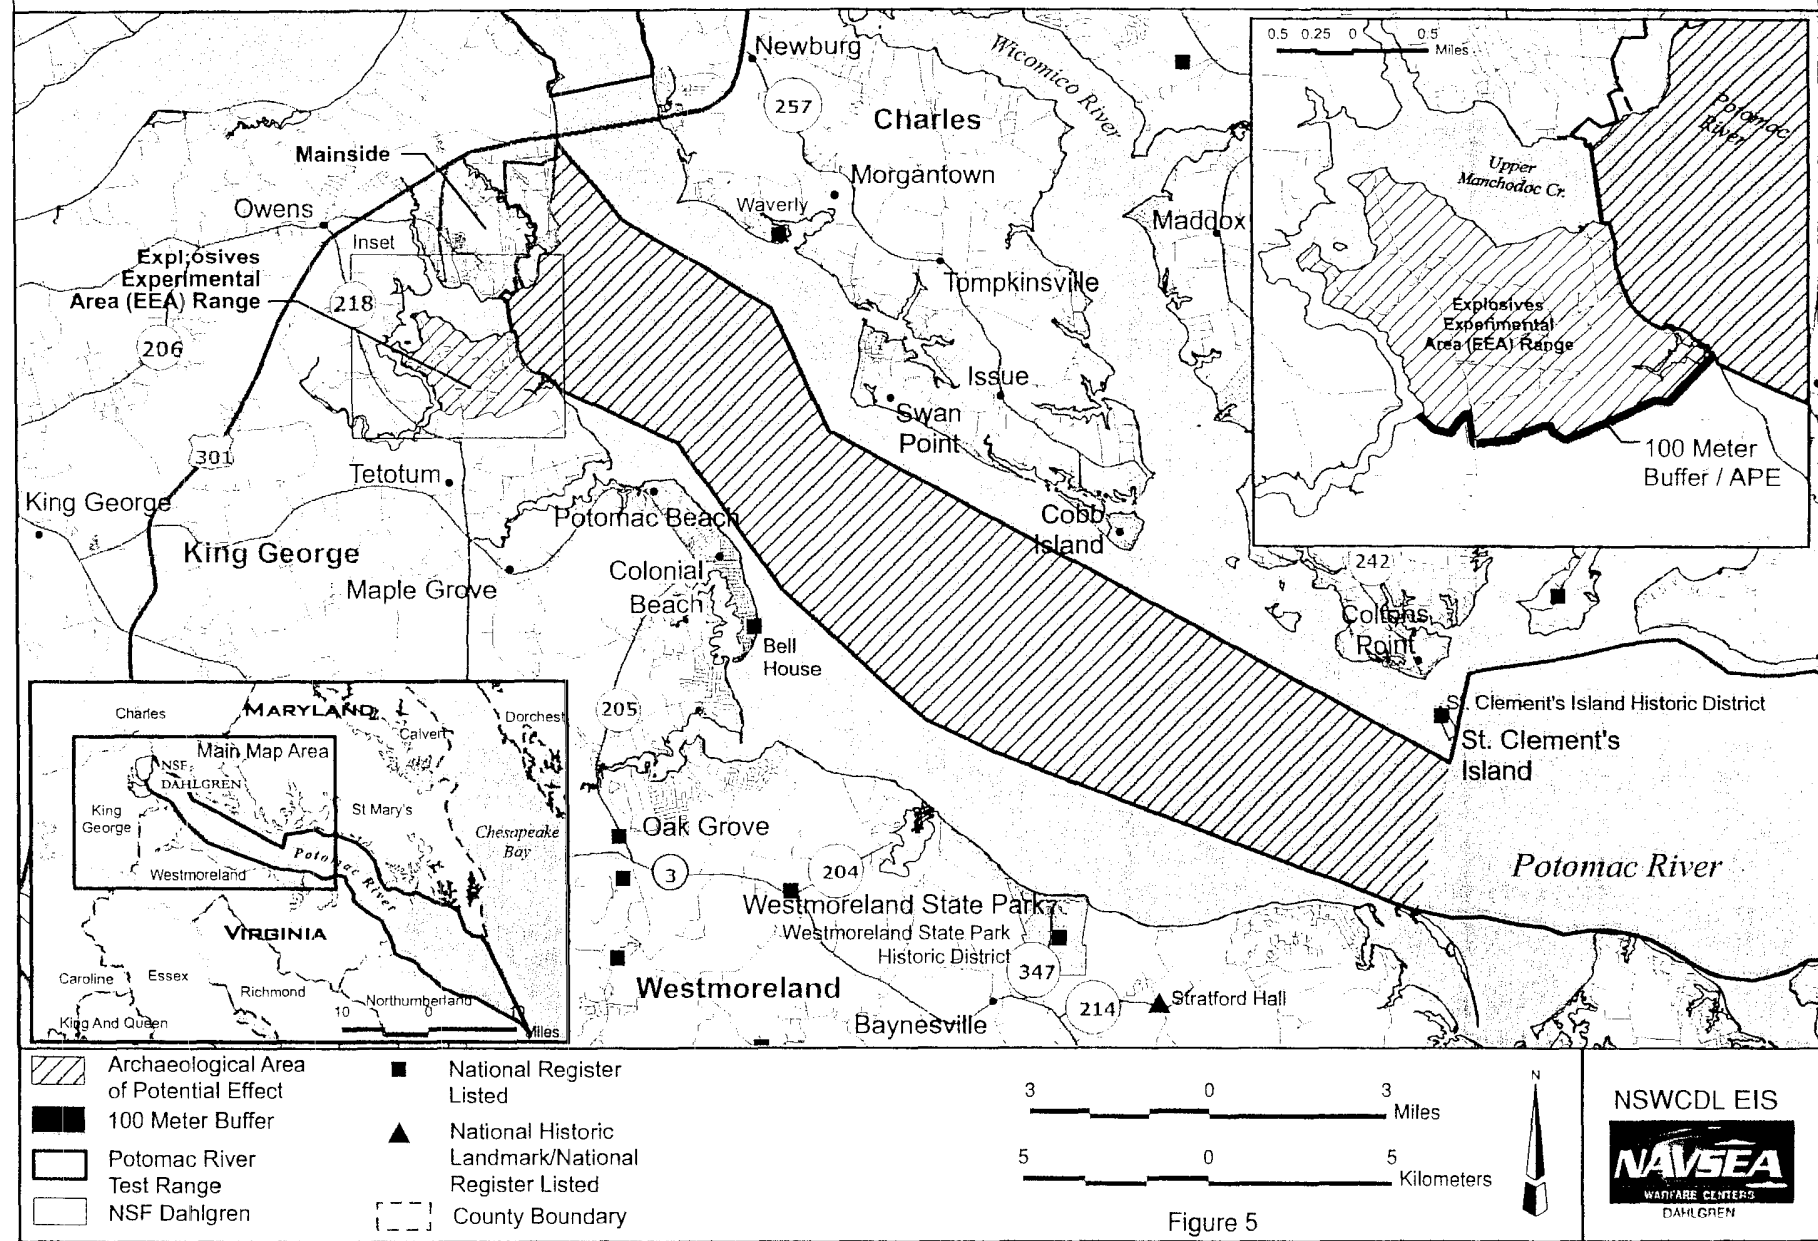 Newburg
257
Charles
Wicomico River
Mainside
Morgantown
Owens
Waverly
Maddox
Inset
Expl;osives
Experimental
Area (EEA) Range
218
Tompkinsville
206
Issue
Swan
Point
301
Tetotum
King George
Potomac Beach
Cobb
Island
King George
Colonial
Beach
Maple Grove
242
Coltons
Point
Bell
House
205
St. Clement's Island Historic District
St. Clement's
Island
Oak Grove
3
204
Potomac River
Westmoreland State Park
Westmoreland State Park
Historic District
347
Westmoreland
214
Stratford Hall
Baynesville
0.5 0.25 0 0.5
Miles
Potomac
River
Upper
Manchodoc Cr.
Explosives
Experimental
Area (EEA) Range
100 Meter
Buffer / APE
Charles
MARYLAND
Dorchest
Calvert
Main Map Area
NSF
DAHLGREN
King
George
St Mary's
Chesapeake
Bay
Potomac River
Westmoreland
VIRGINIA
Caroline
Essex
Richmond
Northumberland
King And Queen
10 0 10
Miles
Archaeological Area
of Potential Effect
100 Meter Buffer
Potomac River
Test Range
NSF Dahlgren
National Register
Listed
National Historic
Landmark/National
Register Listed
County Boundary
3 0 3
Miles
5 0 5
Kilometers
Figure 5
N
NSWCDL EIS
NAVSEA
WARFARE CENTERS
DAHLGREN